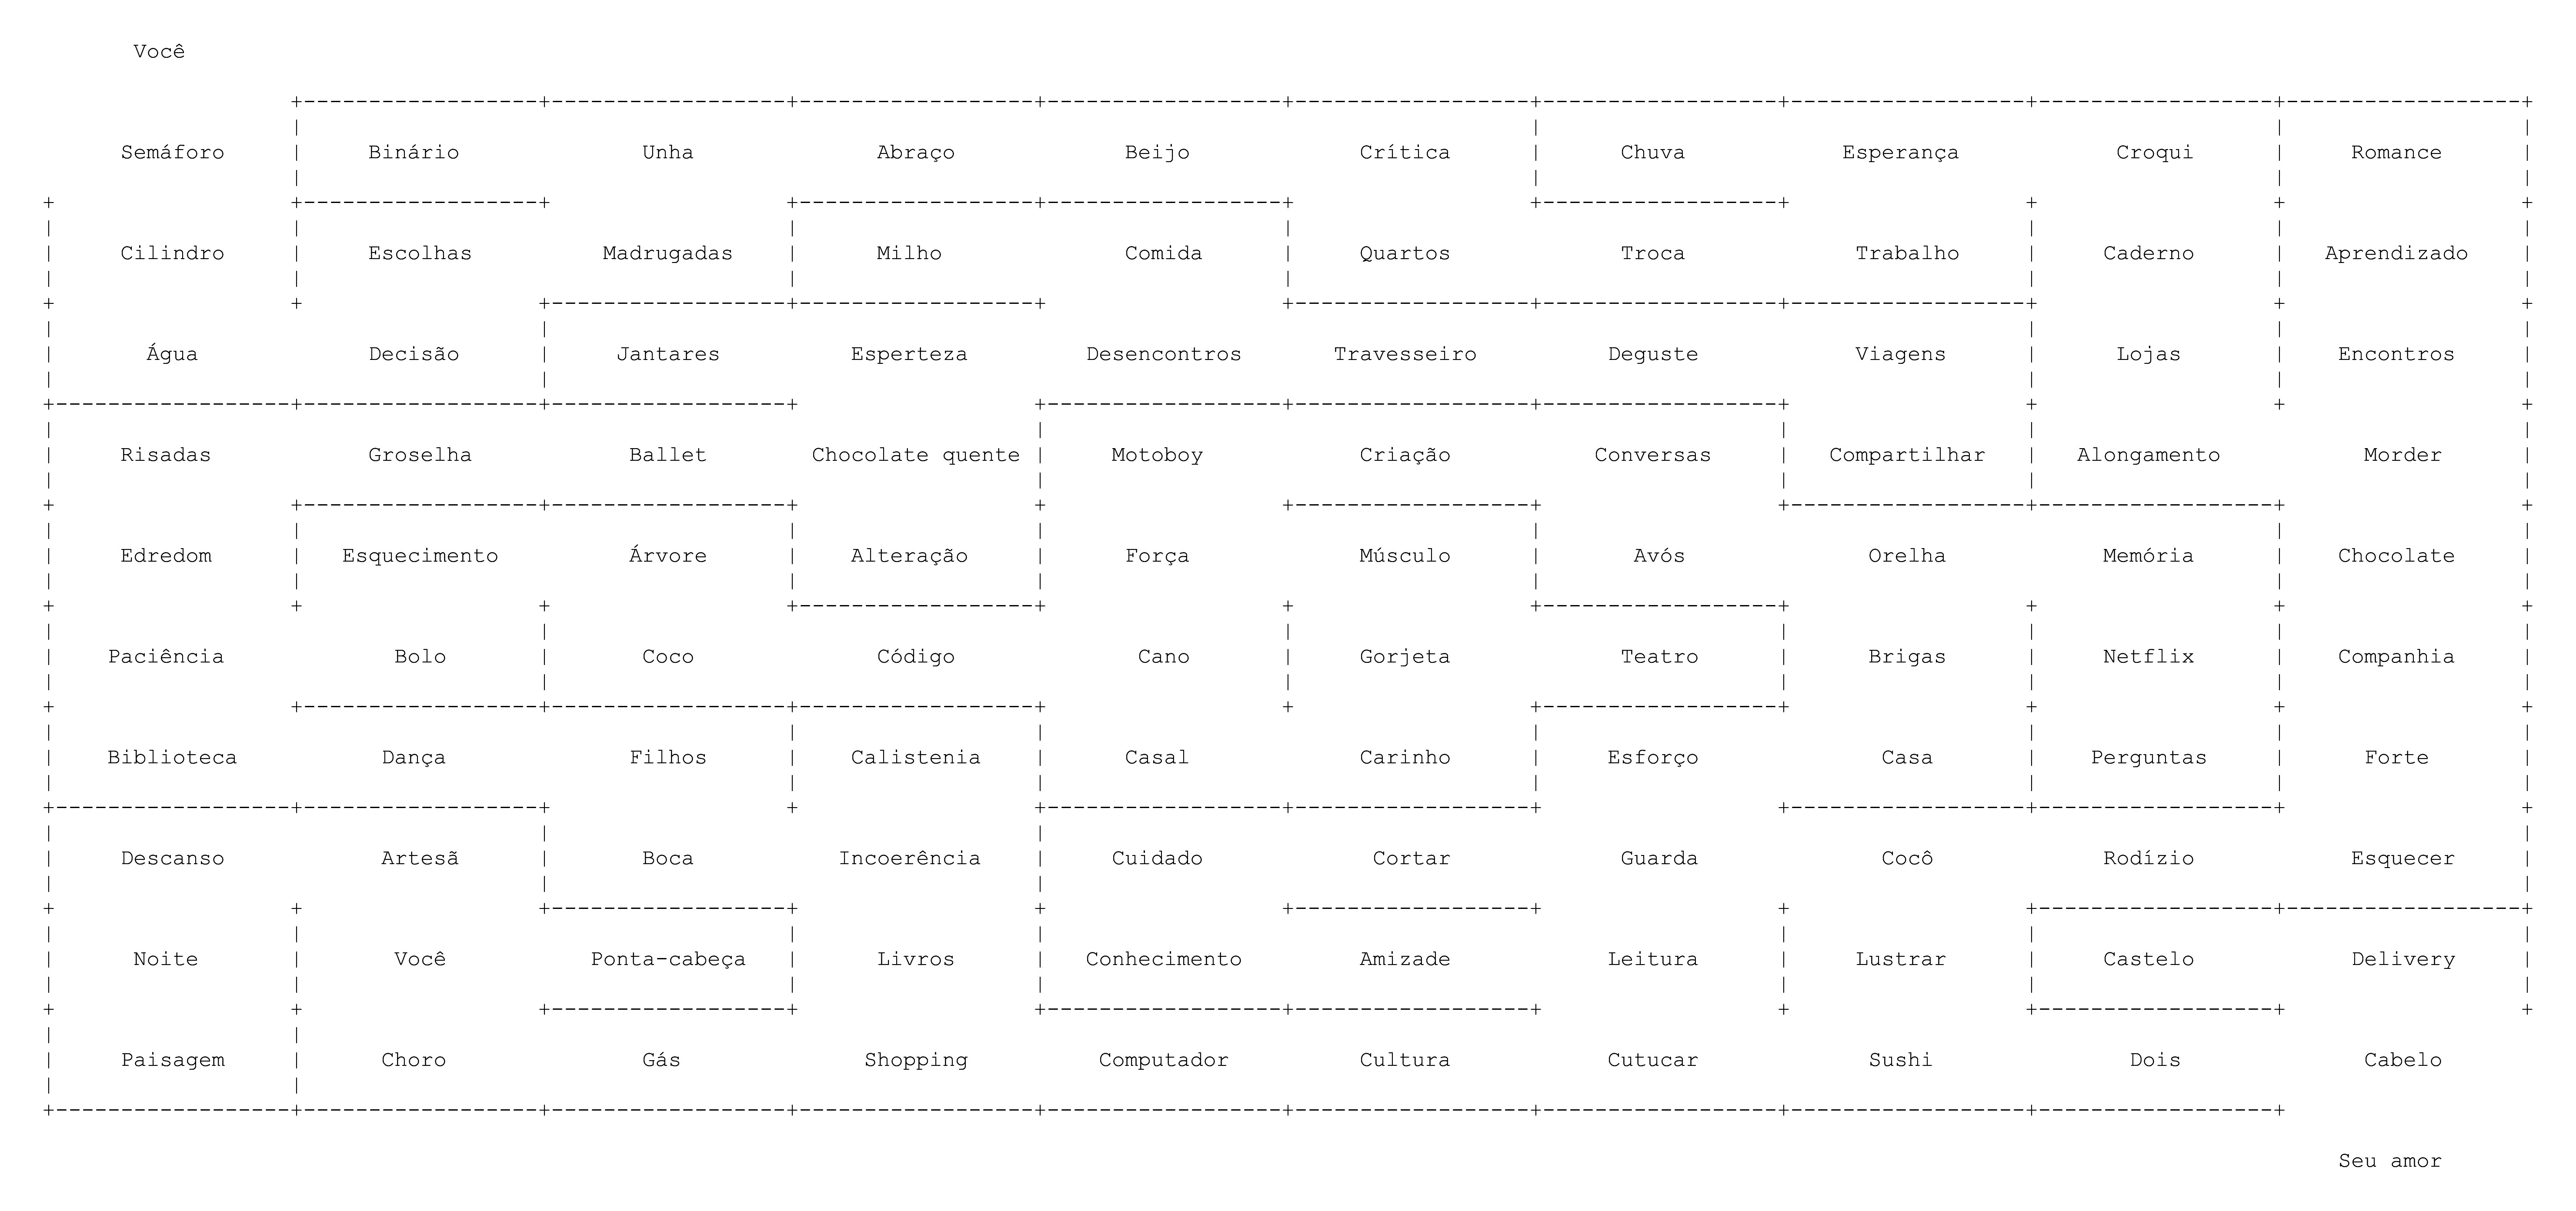 Você
Semáforo Binário Unha Abraço Beijo Crítica Chuva Esperança Croqui Romance
Cilindro Escolhas Madrugadas Milho Comida Quartos Troca Trabalho Caderno Aprendizado
Água Decisão Jantares Esperteza Desencontros Travesseiro Deguste Viagens Lojas Encontros
Risadas Groselha Ballet Chocolate quente Motoboy Criação Conversas Compartilhar Alongamento Morder
Edredom Esquecimento Árvore Alteração Força Músculo Avós Orelha Memória Chocolate
Paciência Bolo Coco Código Cano Gorjeta Teatro Brigas Netflix Companhia
Biblioteca Dança Filhos Calistenia Casal Carinho Esforço Casa Perguntas Forte
Descanso Artesã Boca Incoerência Cuidado Cortar Guarda Cocô Rodízio Esquecer
Noite Você Ponta-cabeça Livros Conhecimento Amizade Leitura Lustrar Castelo Delivery
Paisagem Choro Gás Shopping Computador Cultura Cutucar Sushi Dois Cabelo
Seu amor